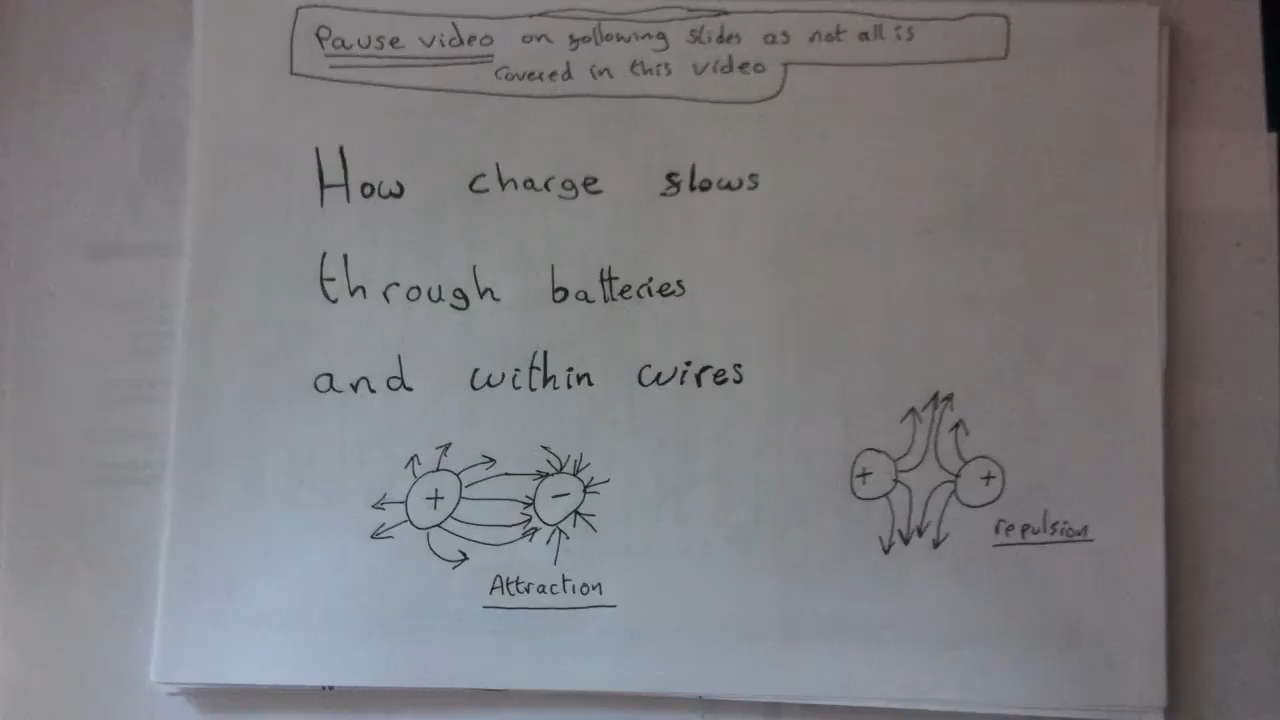 Pause video on following slides as not all is
covered in this video
How charge flows
through batteries
and within wires
+ -
Attraction
+ +
repulsion